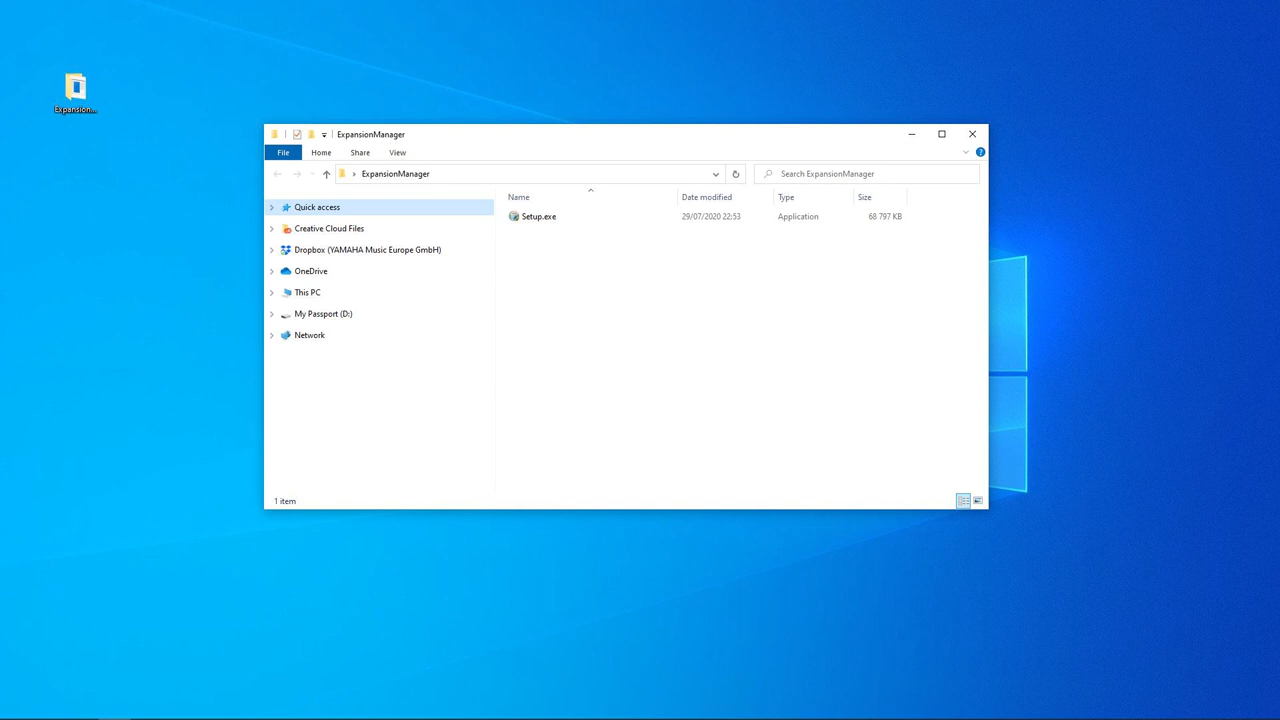 Expansion...
ExpansionManager
File
Home
Share
View
ExpansionManager
Search ExpansionManager
Name
Date modified
Type
Size
Setup.exe
29/07/2020 22:53
Application
68 797 KB
Quick access
Creative Cloud Files
Dropbox (YAMAHA Music Europe GmbH)
OneDrive
This PC
My Passport (D:)
Network
1 item